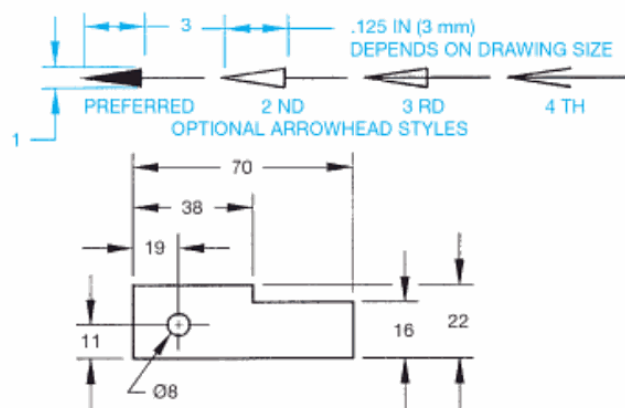 3
.125 IN (3 mm)
DEPENDS ON DRAWING SIZE
PREFERRED
2 ND
3 RD
4 TH
1
OPTIONAL ARROWHEAD STYLES
70
38
19
11
16
22
Ø8